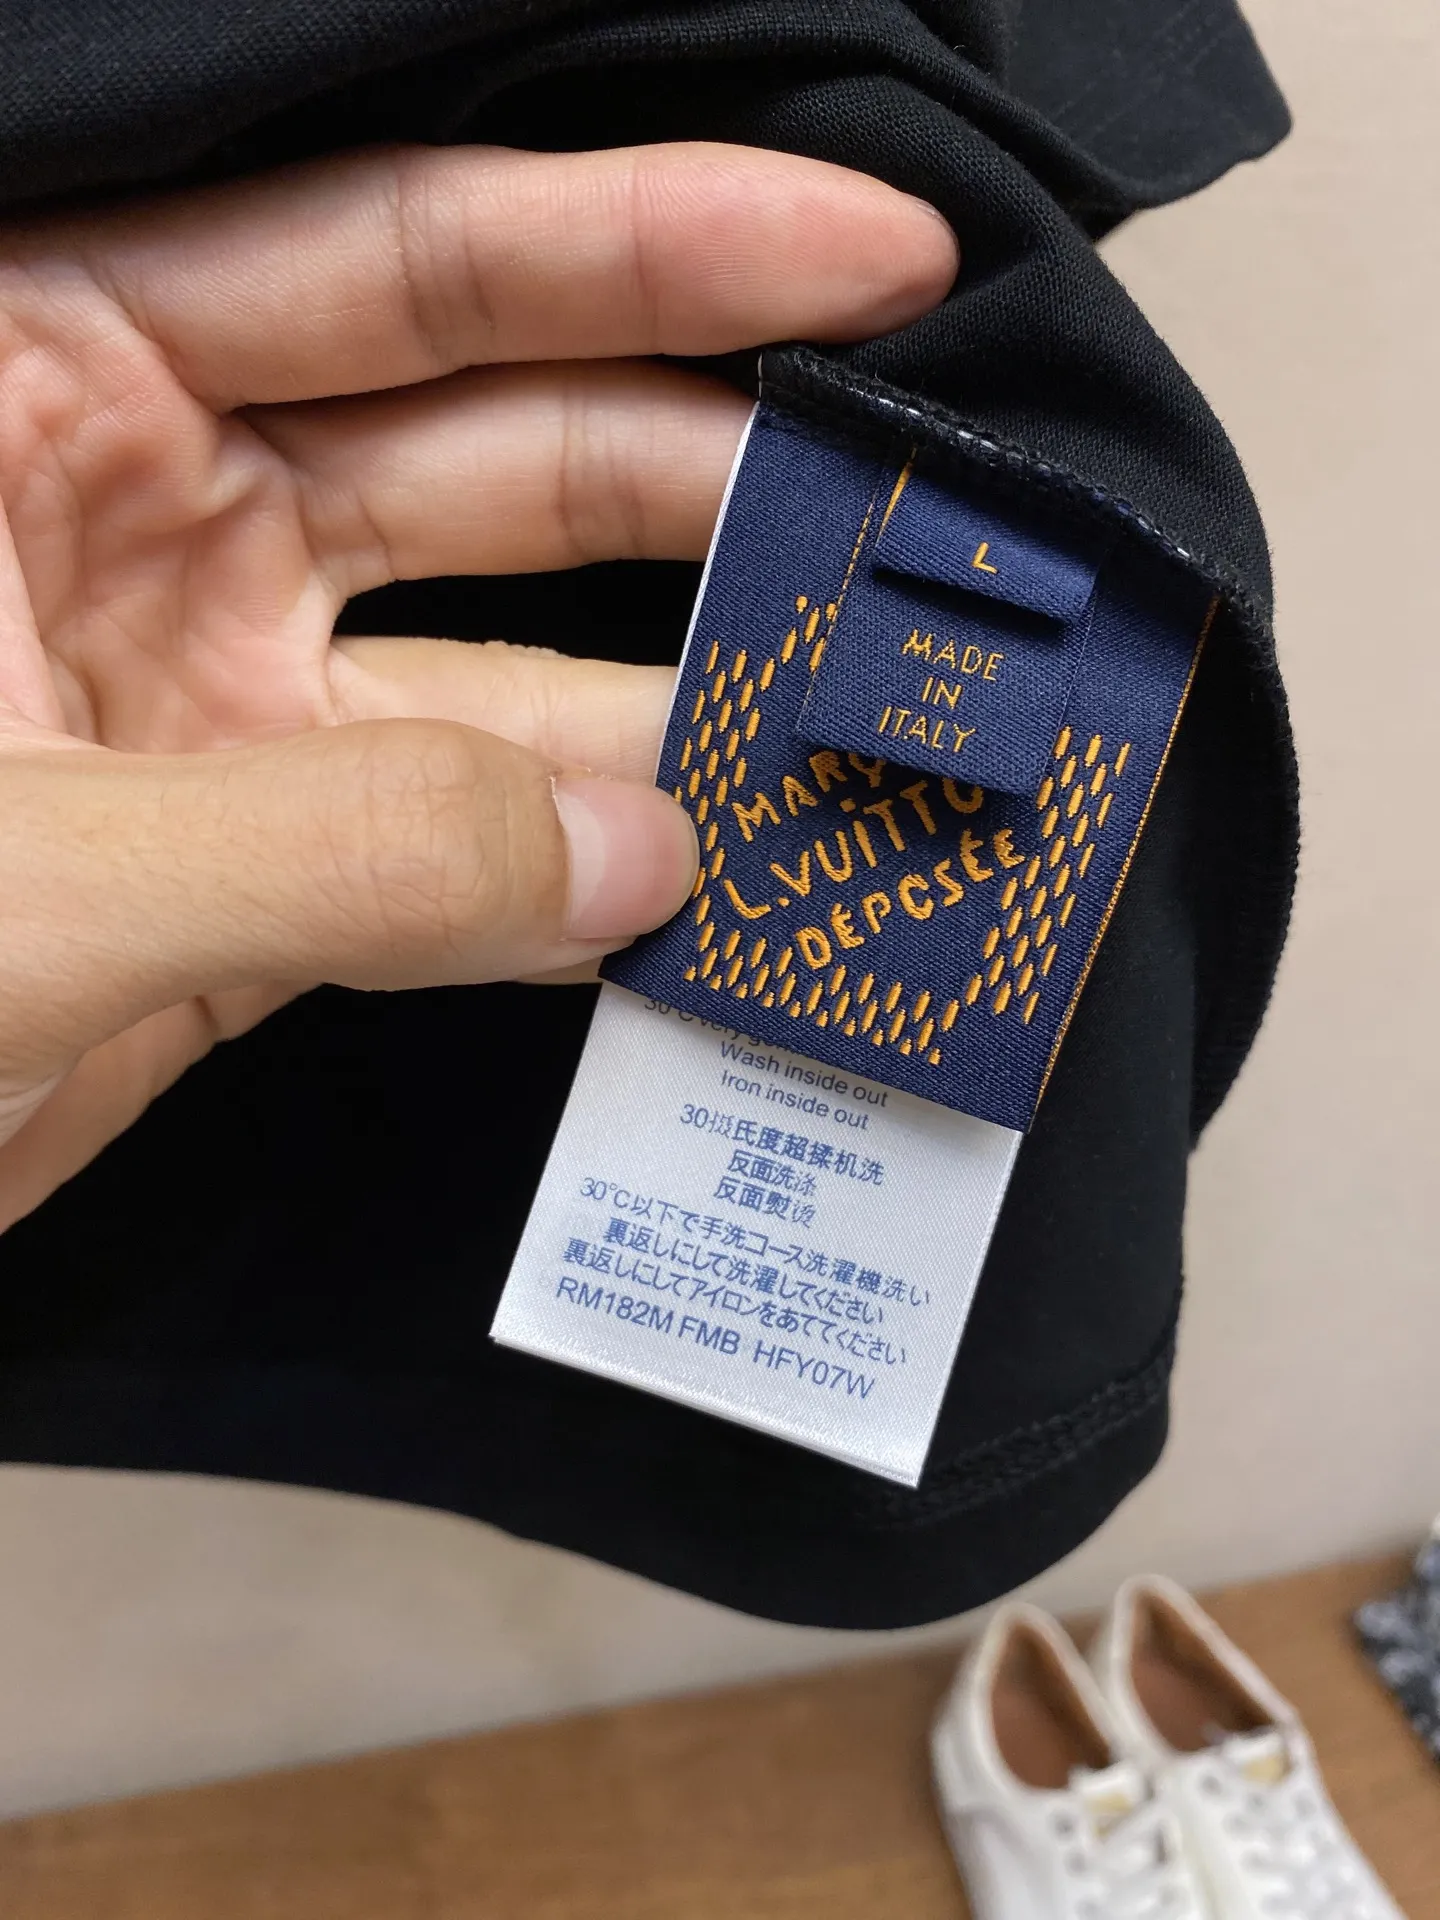 L
MADE
IN
ITALY
MARQ
L.VUiTTO
DÉPCSÉE
30°C very
Wash inside out
Iron inside out
30摄氏度超揉机洗
反面洗涤
反面熨烫
30°C以下で手洗コース洗濯機洗い
裏返しにして洗濯してください
裏返しにしてアイロンをあててください
RM182M FMB HFY07W